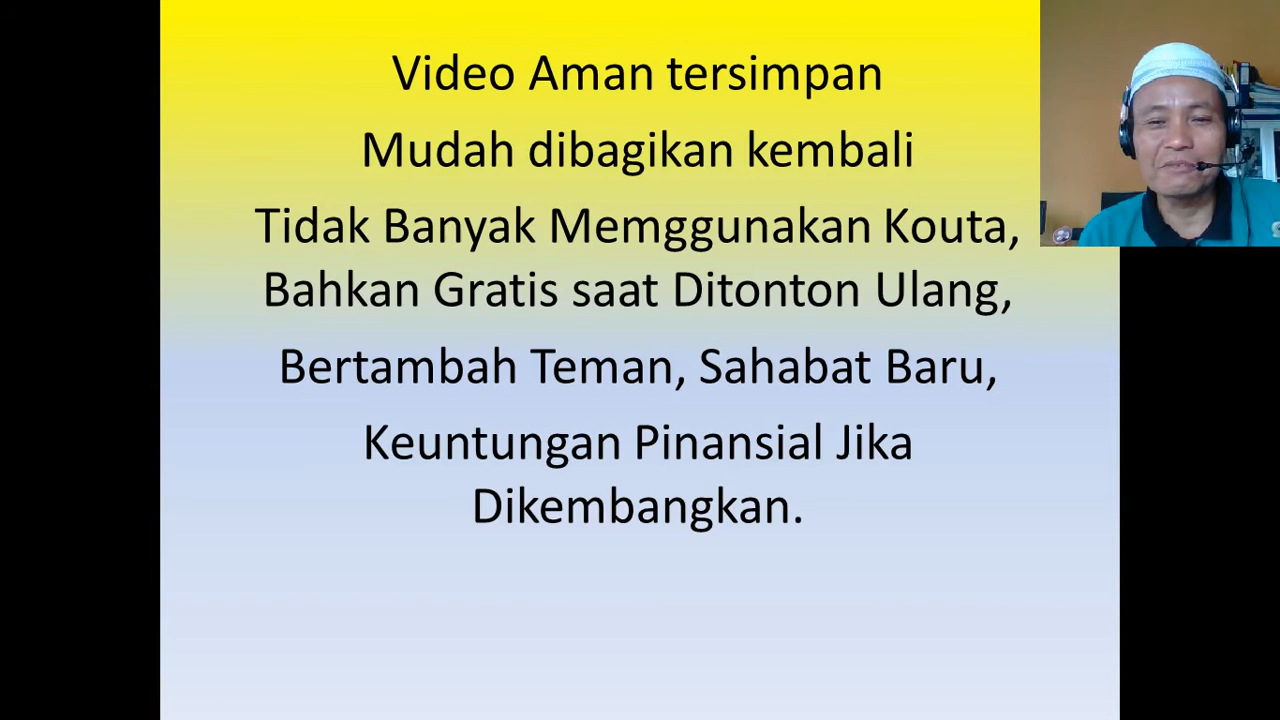 Video Aman tersimpan
Mudah dibagikan kembali
Tidak Banyak Memggunakan Kouta,
Bahkan Gratis saat Ditonton Ulang,
Bertambah Teman, Sahabat Baru,
Keuntungan Pinansial Jika
Dikembangkan.